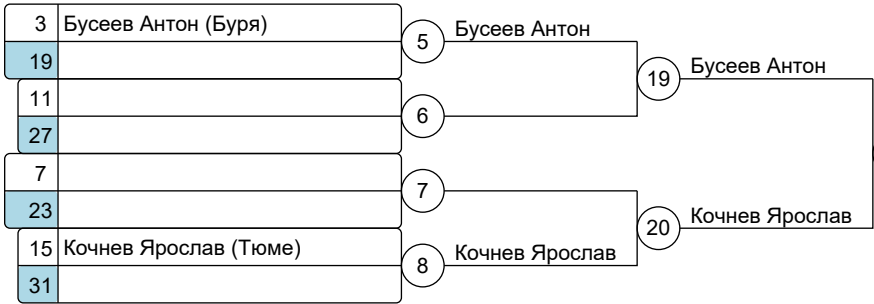 3 Бусеев Антон (Буря)
19
5 Бусеев Антон
11
27
6
19 Бусеев Антон
7
23
7
15 Кочнев Ярослав (Тюме)
31
8 Кочнев Ярослав
20 Кочнев Ярослав